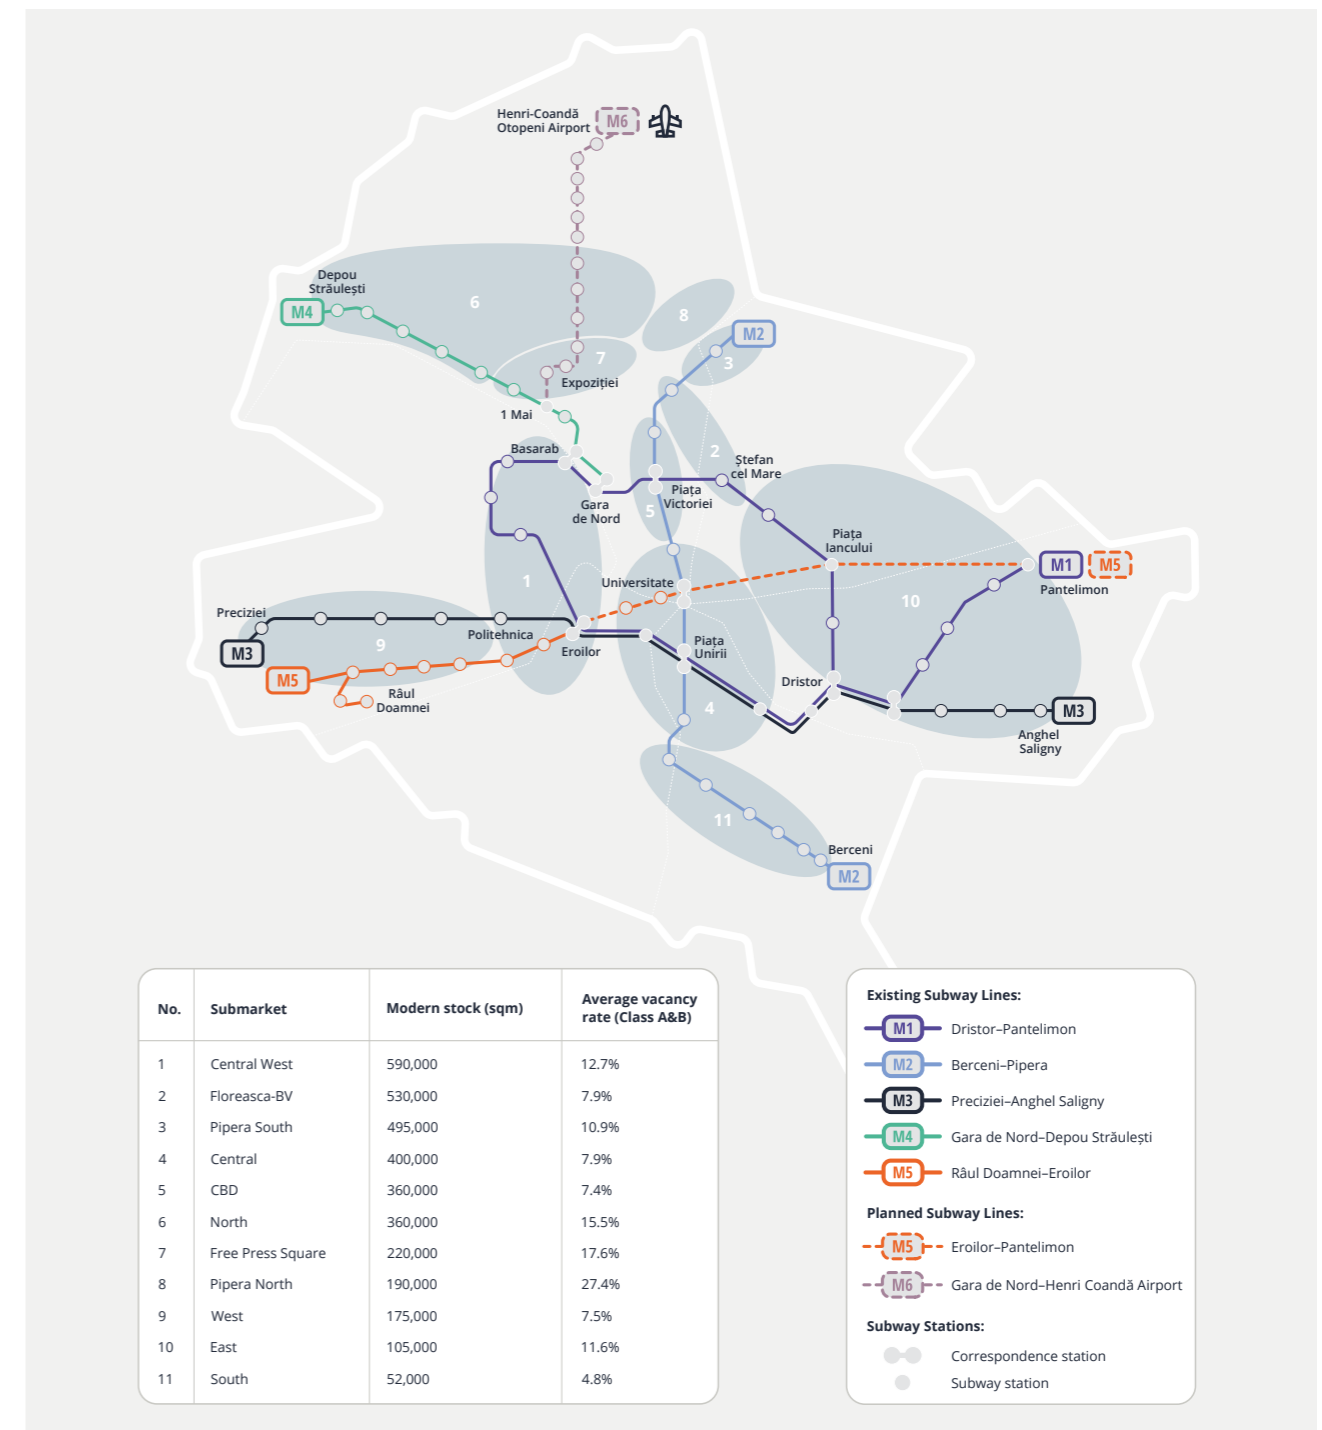 Henri-Coandă
Otopeni Airport
M6
Depou
Străulești
M4
6
8
M2
7
3
Expoziției
1 Mai
Basarab
2
Ștefan
cel Mare
Piața
Victoriei
Gara
de Nord
5
Piața
Iancului
M1
M5
Pantelimon
1
Universitate
10
Preciziei
Politehnica
M3
9
Eroilor
Piața
Unirii
M5
Râul
Doamnei
Dristor
4
M3
Anghel
Saligny
11
Berceni
M2
No. Submarket Modern stock (sqm) Average vacancy
rate (Class A&B)
1 Central West 590,000 12.7%
2 Floreasca-BV 530,000 7.9%
3 Pipera South 495,000 10.9%
4 Central 400,000 7.9%
5 CBD 360,000 7.4%
6 North 360,000 15.5%
7 Free Press Square 220,000 17.6%
8 Pipera North 190,000 27.4%
9 West 175,000 7.5%
10 East 105,000 11.6%
11 South 52,000 4.8%
Existing Subway Lines:
M1 Dristor–Pantelimon
M2 Berceni–Pipera
M3 Preciziei–Anghel Saligny
M4 Gara de Nord–Depou Străulești
M5 Râul Doamnei–Eroilor
Planned Subway Lines:
M5 Eroilor–Pantelimon
M6 Gara de Nord–Henri Coandă Airport
Subway Stations:
Correspondence station
Subway station